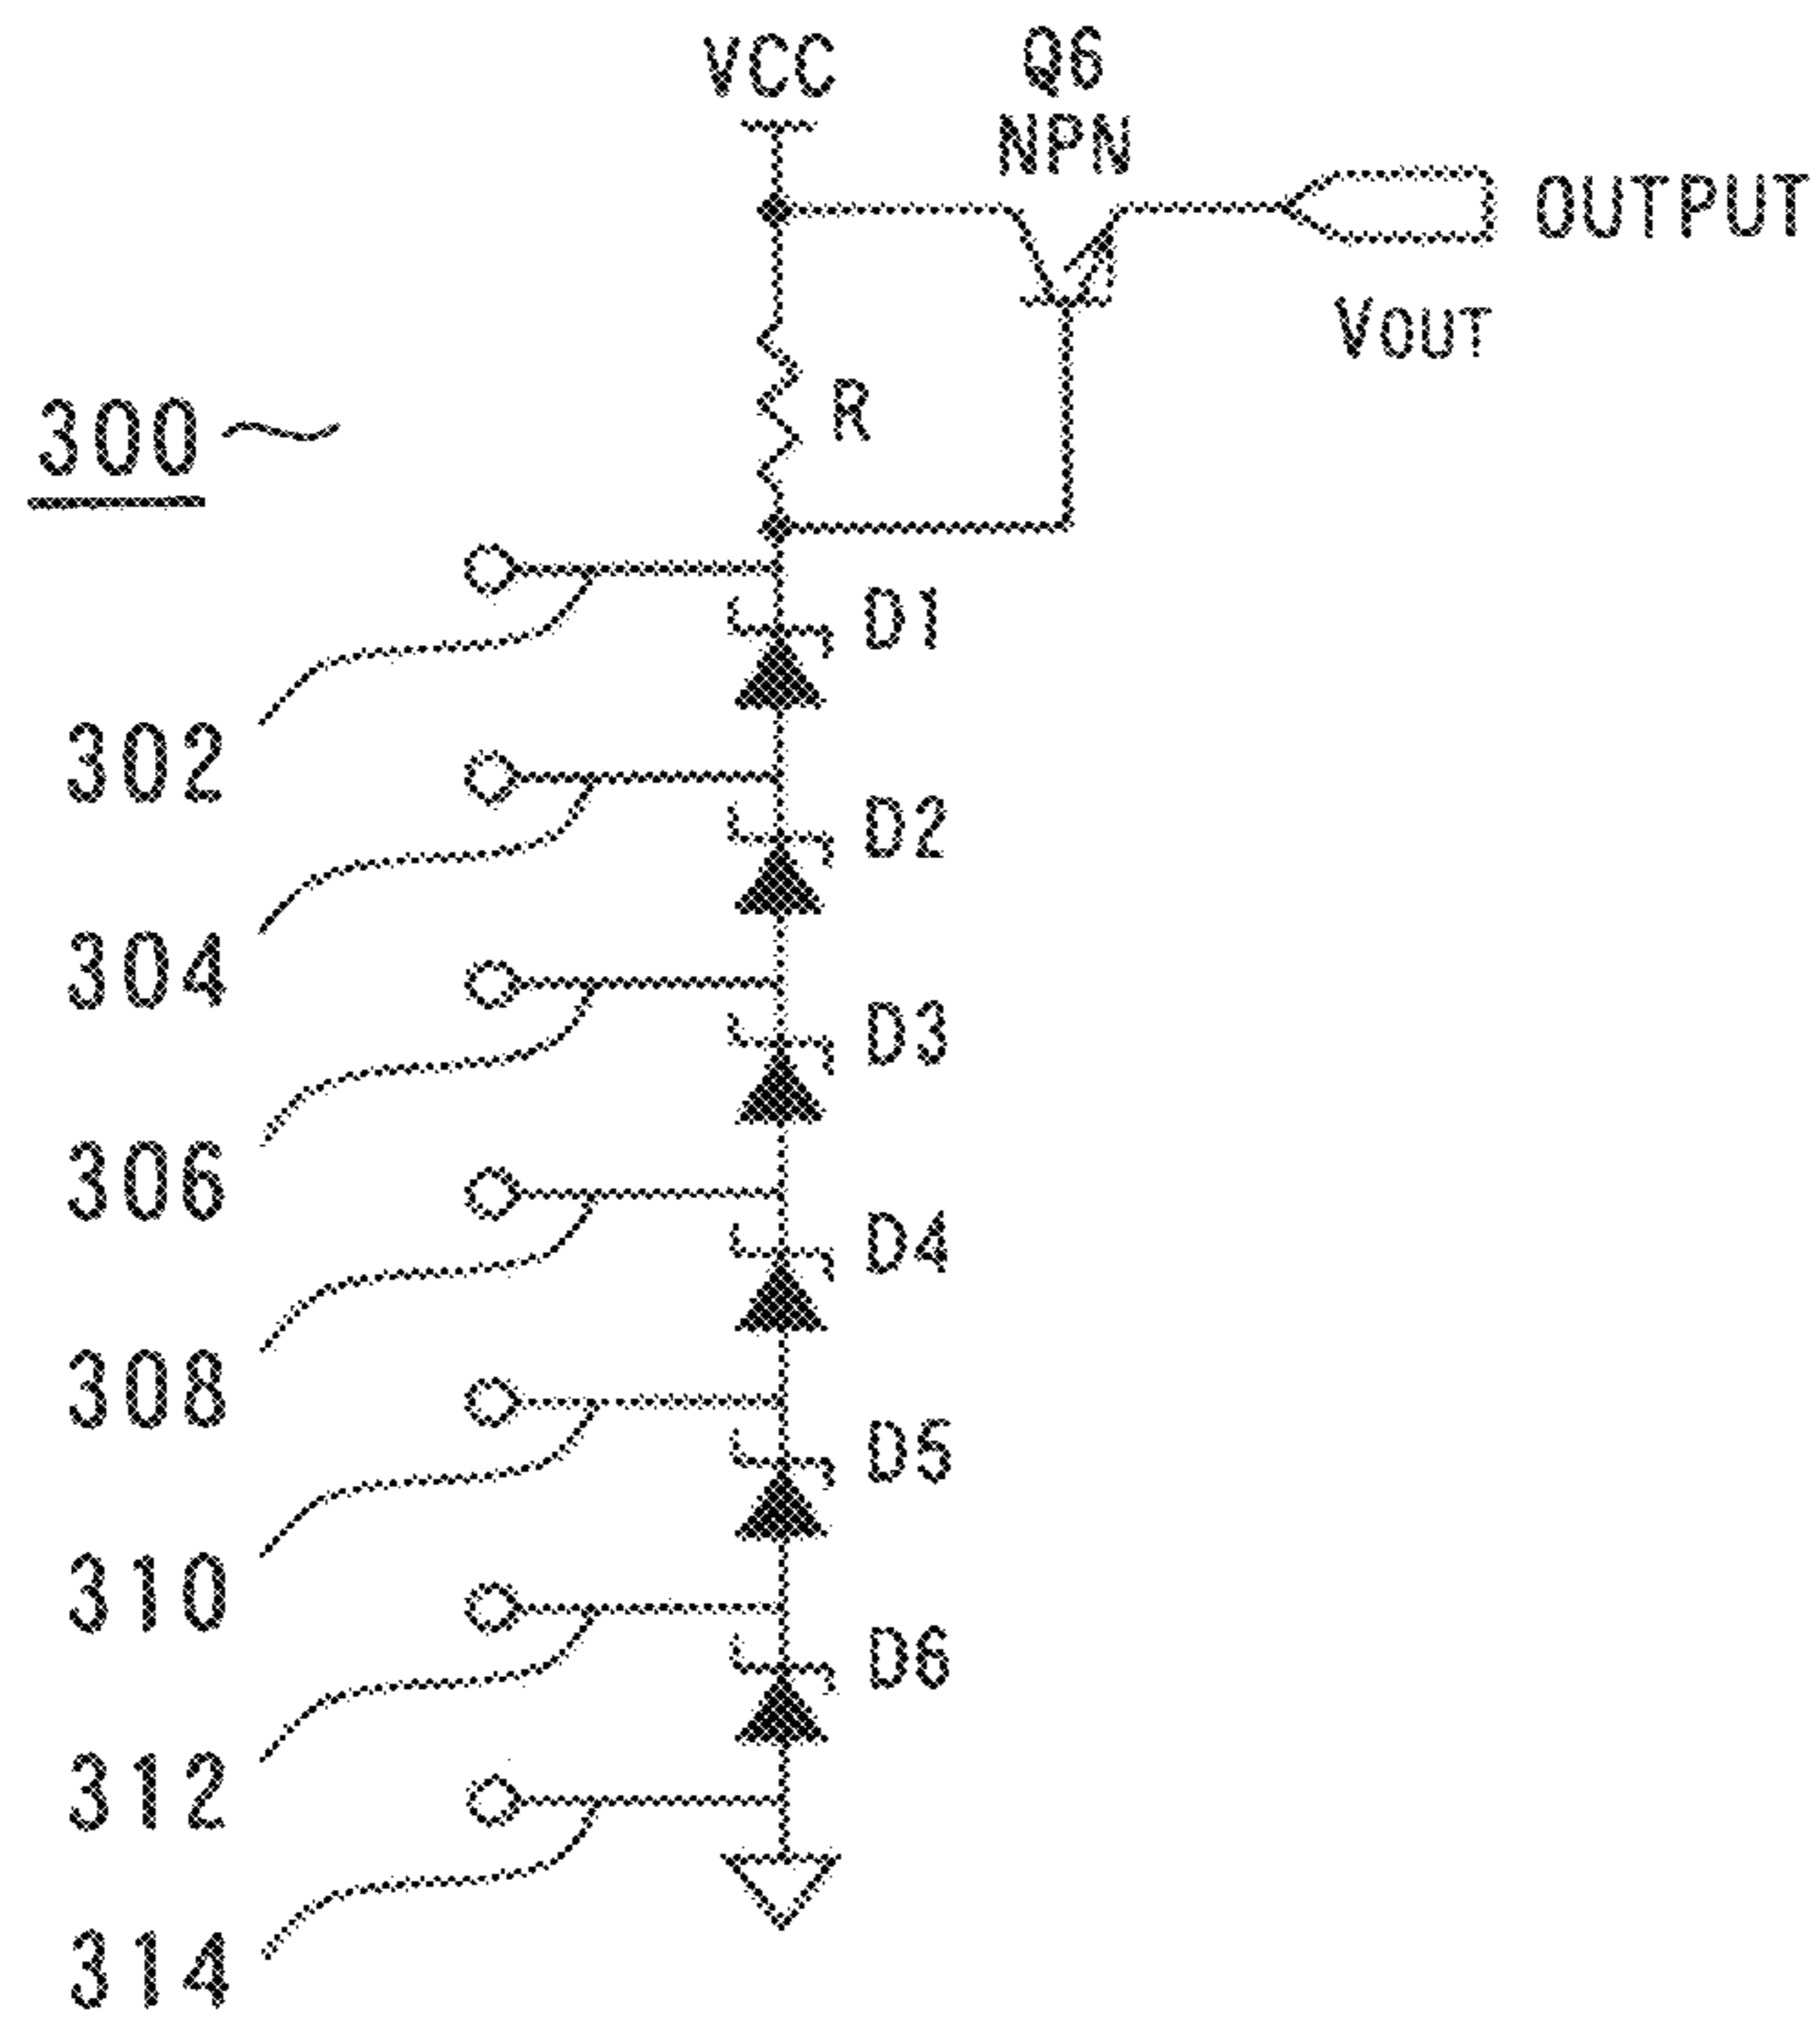 VCC
Q6
NPN
OUTPUT
VOUT
R
300
D1
302
D2
304
D3
306
D4
308
D5
310
D6
312
314